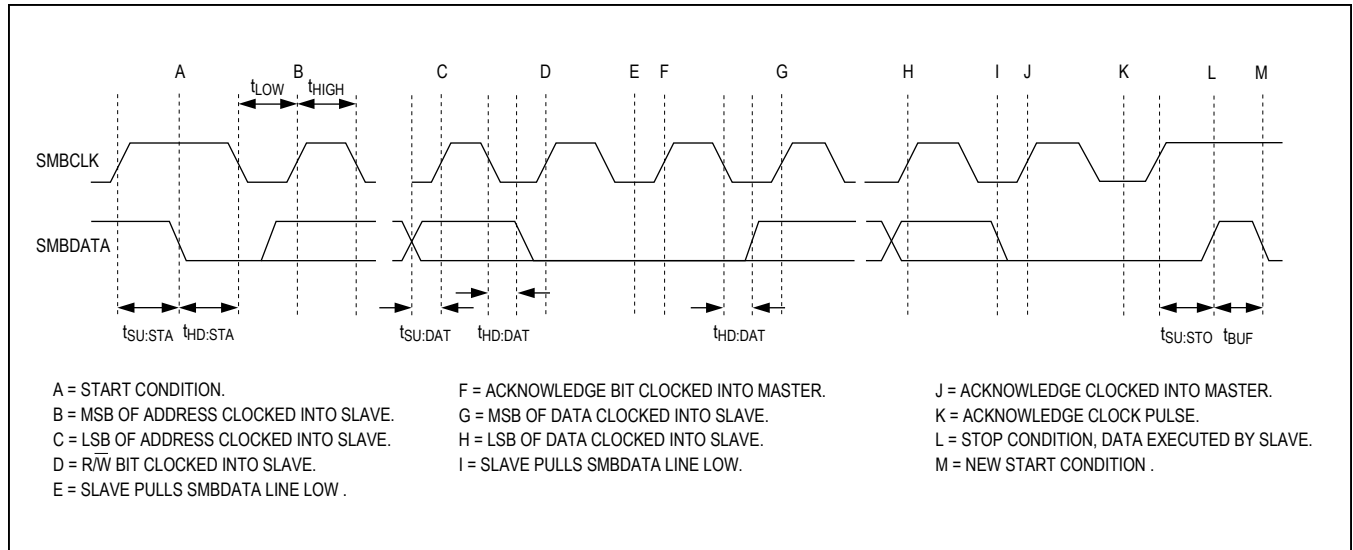 A B C D E F G H I J K L M
tLOW tHIGH
SMBCLK
SMBDATA
tSU:STA tHD:STA tSU:DAT tHD:DAT tHD:DAT tSU:STO tBUF
A = START CONDITION.
B = MSB OF ADDRESS CLOCKED INTO SLAVE.
C = LSB OF ADDRESS CLOCKED INTO SLAVE.
D = R/W̅ BIT CLOCKED INTO SLAVE.
E = SLAVE PULLS SMBDATA LINE LOW .
F = ACKNOWLEDGE BIT CLOCKED INTO MASTER.
G = MSB OF DATA CLOCKED INTO SLAVE.
H = LSB OF DATA CLOCKED INTO SLAVE.
I = SLAVE PULLS SMBDATA LINE LOW.
J = ACKNOWLEDGE CLOCKED INTO MASTER.
K = ACKNOWLEDGE CLOCK PULSE.
L = STOP CONDITION, DATA EXECUTED BY SLAVE.
M = NEW START CONDITION .